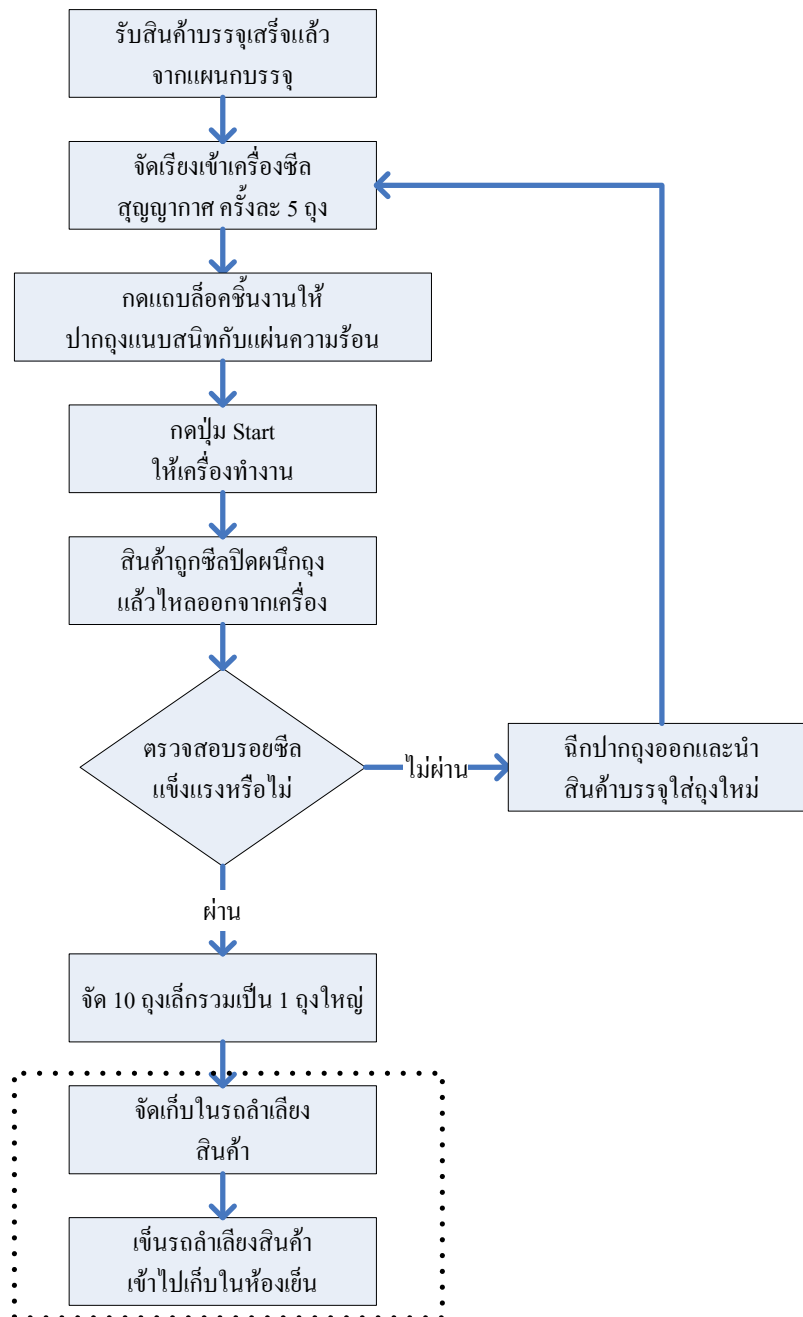 รับสินค้าบรรจุเสร็จแล้ว
จากแผนกบรรจุ
จัดเรียงเข้าเครื่องซีล
สุญญากาศ ครั้งละ 5 ถุง
กดแถบล็อคชิ้นงานให้
ปากถุงแนบสนิทกับแผ่นความร้อน
กดปุ่ม Start
ให้เครื่องทำงาน
สินค้าถูกซีลปิดผนึกถุง
แล้วไหลออกจากเครื่อง
ตรวจสอบรอยซีล
แข็งแรงหรือไม่
ไม่ผ่าน
ฉีกปากถุงออกและนำ
สินค้าบรรจุใส่ถุงใหม่
ผ่าน
จัด 10 ถุงเล็กรวมเป็น 1 ถุงใหญ่
จัดเก็บในรถลำเลียง
สินค้า
เข็นรถลำเลียงสินค้า
เข้าไปเก็บในห้องเย็น